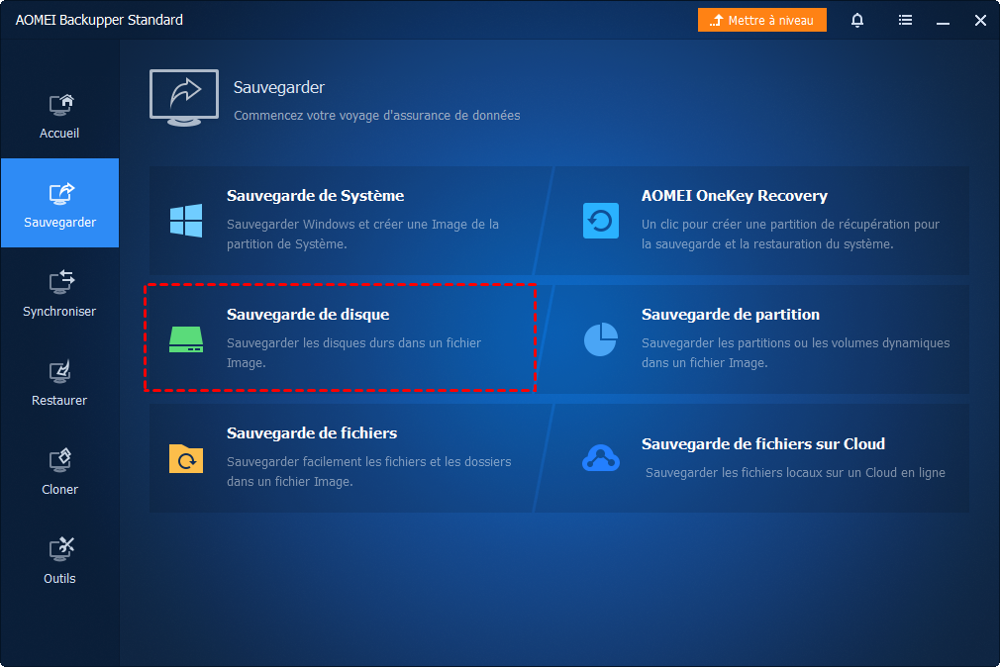 AOMEI Backupper Standard
Mettre à niveau
Accueil
Sauvegarder
Synchroniser
Restaurer
Cloner
Outils
Sauvegarder
Commencez votre voyage d'assurance de données
Sauvegarde de Système
Sauvegarder Windows et créer une Image de la
partition de Système.
AOMEI OneKey Recovery
Un clic pour créer une partition de récupération pour
la sauvegarde et la restauration du système.
Sauvegarde de disque
Sauvegarder les disques durs dans un fichier
Image.
Sauvegarde de partition
Sauvegarder les partitions ou les volumes dynamiques
dans un fichier Image.
Sauvegarde de fichiers
Sauvegarder facilement les fichiers et les dossiers
dans un fichier Image.
Sauvegarde de fichiers sur Cloud
Sauvegarder les fichiers locaux sur un Cloud en ligne